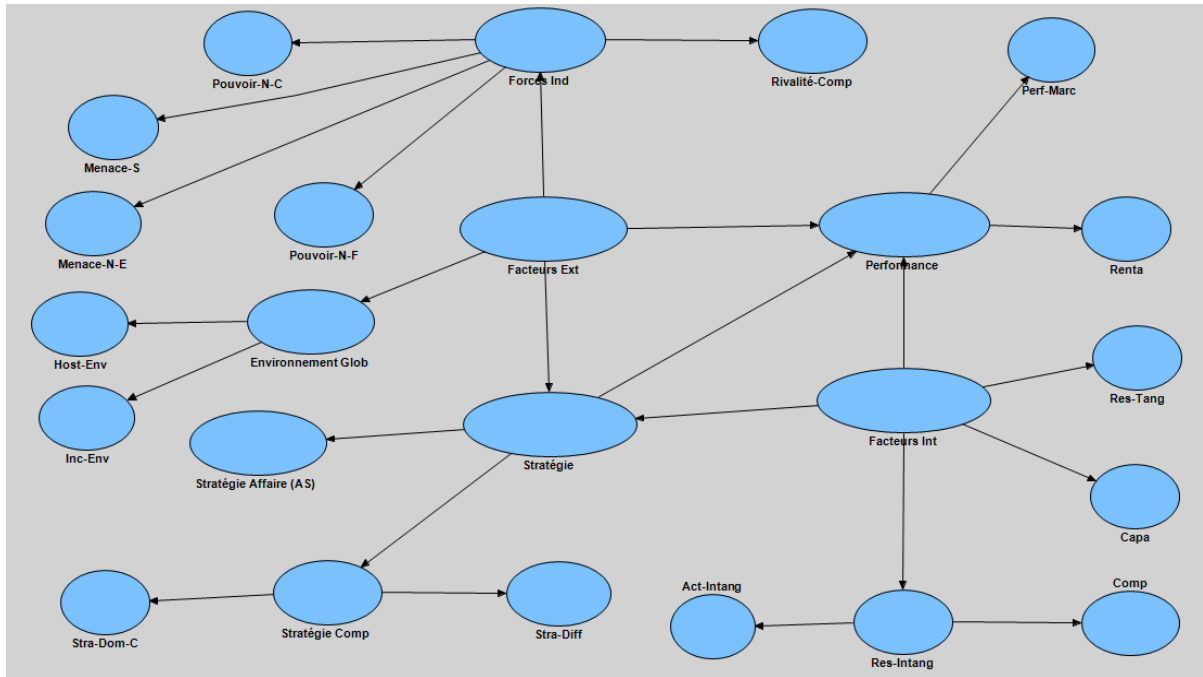 Pouvoir-N-C
Forces Ind
Rivalité-Comp
Perf-Marc
Menace-S
Menace-N-E
Pouvoir-N-F
Facteurs Ext
Performance
Renta
Host-Env
Environnement Glob
Res-Tang
Inc-Env
Stratégie Affaire (AS)
Stratégie
Facteurs Int
Capa
Act-Intang
Comp
Stra-Dom-C
Stratégie Comp
Stra-Diff
Res-Intang